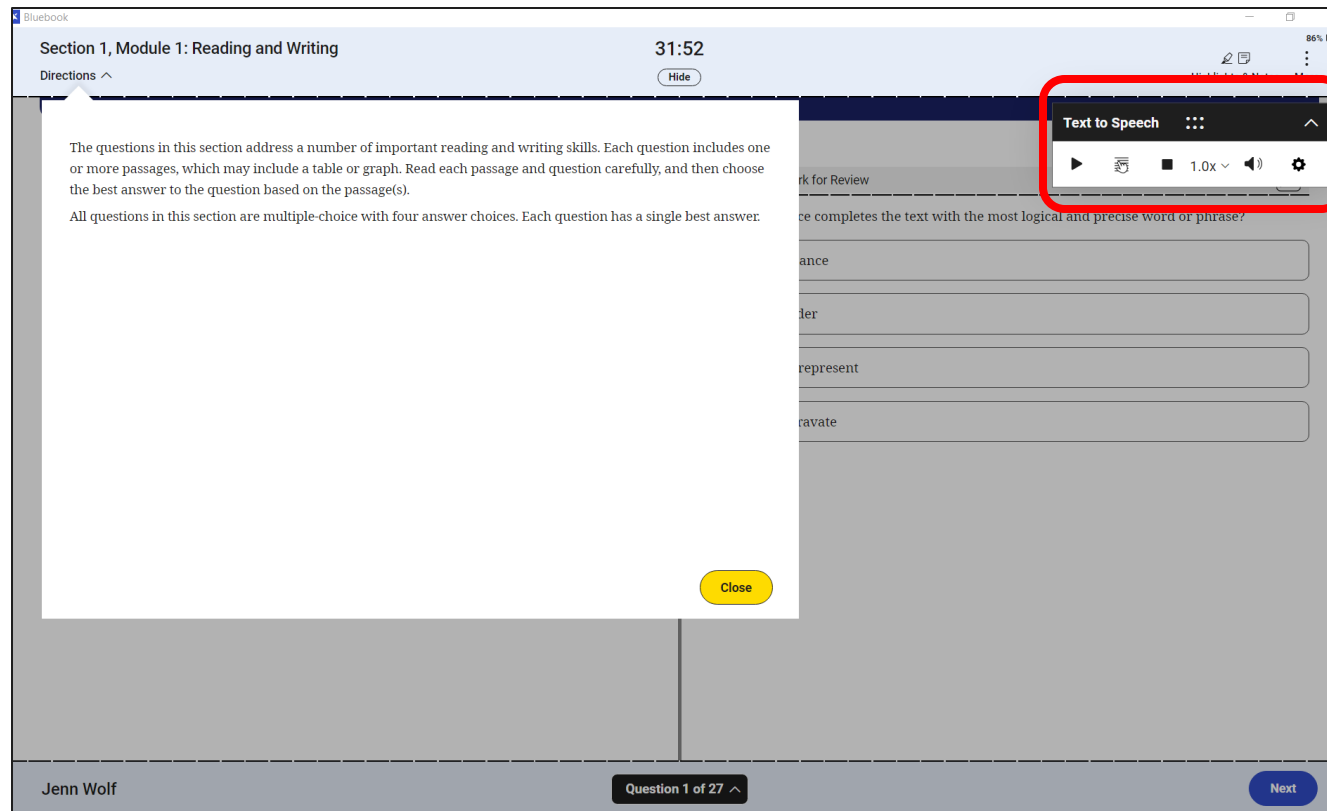 Bluebook
Section 1, Module 1: Reading and Writing
31:52
86%
Directions
Hide
Text to Speech
1.0x
The questions in this section address a number of important reading and writing skills. Each question includes one
or more passages, which may include a table or graph. Read each passage and question carefully, and then choose
the best answer to the question based on the passage(s).
All questions in this section are multiple-choice with four answer choices. Each question has a single best answer.
Close
rk for Review
ce completes the text with the most logical and precise word or phrase?
ance
der
represent
ravate
Jenn Wolf
Question 1 of 27
Next